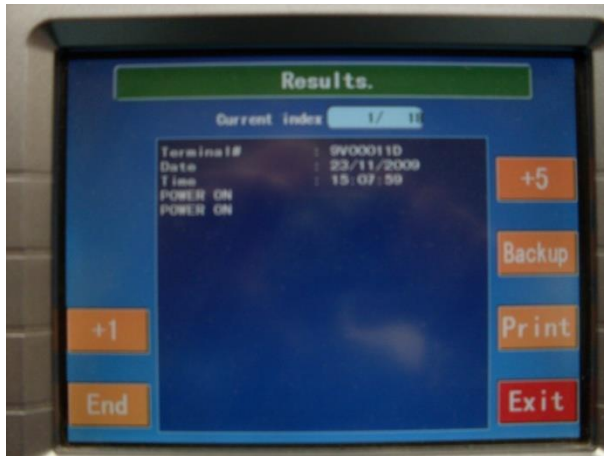 Results.
Current index 1/ 18
Terminal# : 9V00011D
Date : 23/11/2009
Time : 15:07:59
POWER ON
POWER ON
+5
Backup
+1
Print
End
Exit